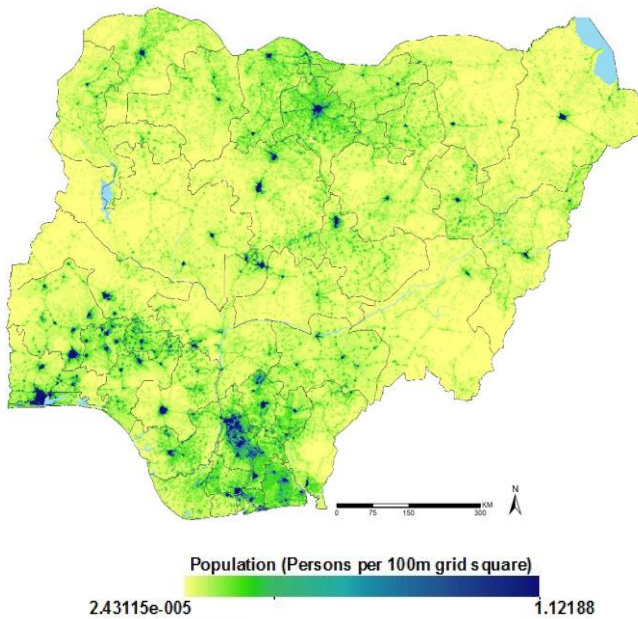 N
KM
0 75 150 300
Population (Persons per 100m grid square)
2.43115e-005 1.12188